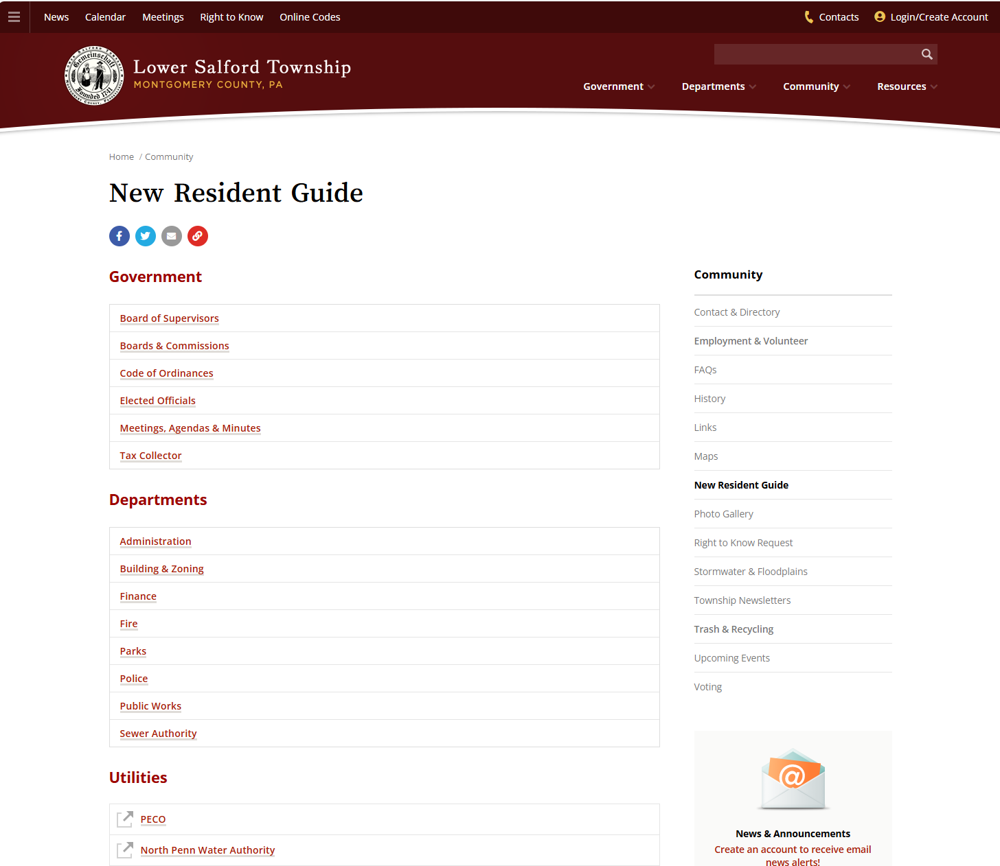 News Calendar Meetings Right to Know Online Codes Contacts Login/Create Account
Gemeinschaft
Founded 1741
Lower Salford Township
MONTGOMERY COUNTY, PA
Government Departments Community Resources
Home / Community
New Resident Guide
Government
Board of Supervisors
Boards & Commissions
Code of Ordinances
Elected Officials
Meetings, Agendas & Minutes
Tax Collector
Departments
Administration
Building & Zoning
Finance
Fire
Parks
Police
Public Works
Sewer Authority
Utilities
PECO
North Penn Water Authority
Community
Contact & Directory
Employment & Volunteer
FAQs
History
Links
Maps
New Resident Guide
Photo Gallery
Right to Know Request
Stormwater & Floodplains
Township Newsletters
Trash & Recycling
Upcoming Events
Voting
@
News & Announcements
Create an account to receive email
news alerts!